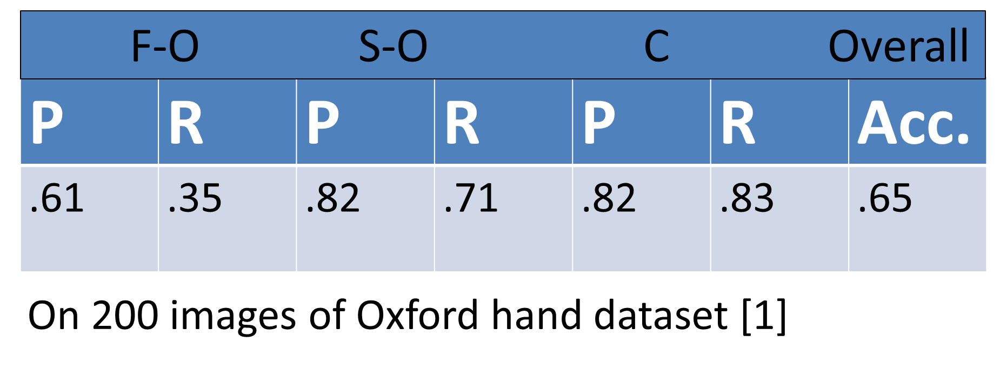 F-O S-O C Overall
P R P R P R Acc.
.61 .35 .82 .71 .82 .83 .65
On 200 images of Oxford hand dataset [1]